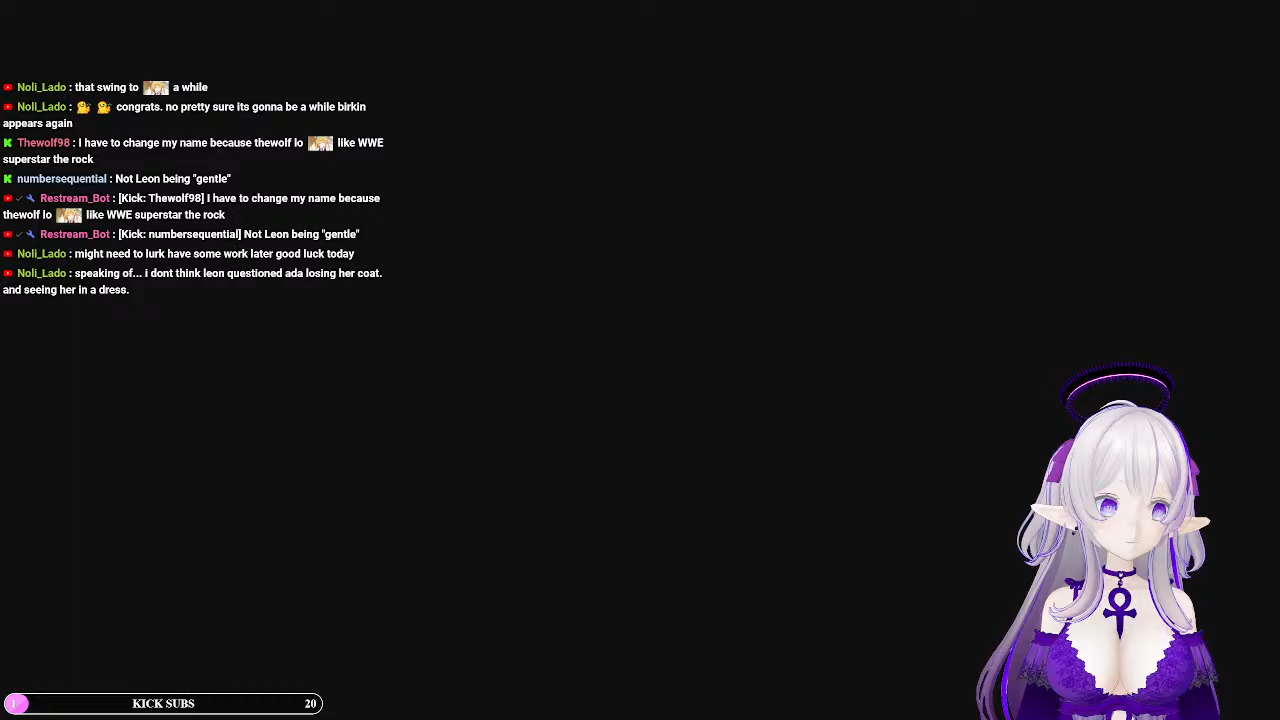 Noli_Lado : that swing to a while
Noli_Lado : congrats. no pretty sure its gonna be a while birkin
appears again
Thewolf98 : I have to change my name because thewolf lo like WWE
superstar the rock
numbersequential : Not Leon being "gentle"
Restream_Bot : [Kick: Thewolf98] I have to change my name because
thewolf lo like WWE superstar the rock
Restream_Bot : [Kick: numbersequential] Not Leon being "gentle"
Noli_Lado : might need to lurk have some work later good luck today
Noli_Lado : speaking of... i dont think leon questioned ada losing her coat.
and seeing her in a dress.
1 KICK SUBS 20